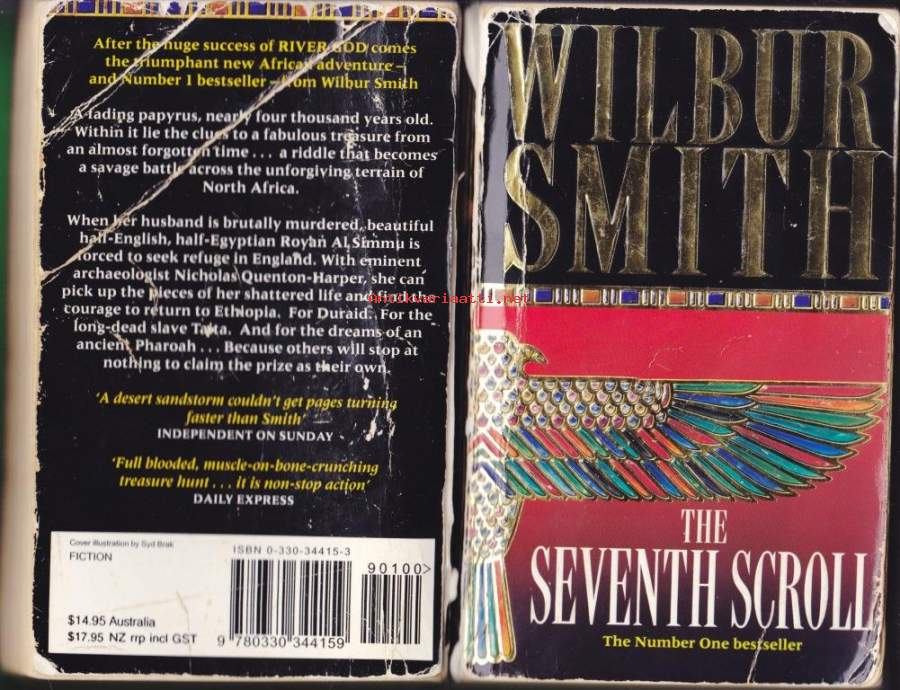 After the huge success of RIVER GOD comes
the triumphant new African adventure –
and Number 1 bestseller – from Wilbur Smith
A fading papyrus, nearly four thousand years old.
Within it lie the clues to a fabulous treasure from
an almost forgotten time . . . a riddle that becomes
a savage battle across the unforgiving terrain of
North Africa.
When her husband is brutally murdered, beautiful
half-English, half-Egyptian Royan Al Simmu is
forced to seek refuge in England. With eminent
archaeologist Nicholas Quenton-Harper, she can
pick up the pieces of her shattered life and find the
courage to return to Ethiopia. For Duraid. For the
long-dead slave Taita. And for the dreams of an
ancient Pharoah . . . Because others will stop at
nothing to claim the prize as their own.
'A desert sandstorm couldn't get pages turning
faster than Smith'
INDEPENDENT ON SUNDAY
'Full blooded, muscle-on-bone-crunching
treasure hunt . . . It is non-stop action'
DAILY EXPRESS
Cover illustration by Syd Brak
FICTION
$14.95 Australia
$17.95 NZ rrp incl GST
ISBN 0-330-34415-3
90100>
9 780330 344159
WILBUR
SMITH
THE
SEVENTH SCROLL
The Number One bestseller
antikvariaatti.net